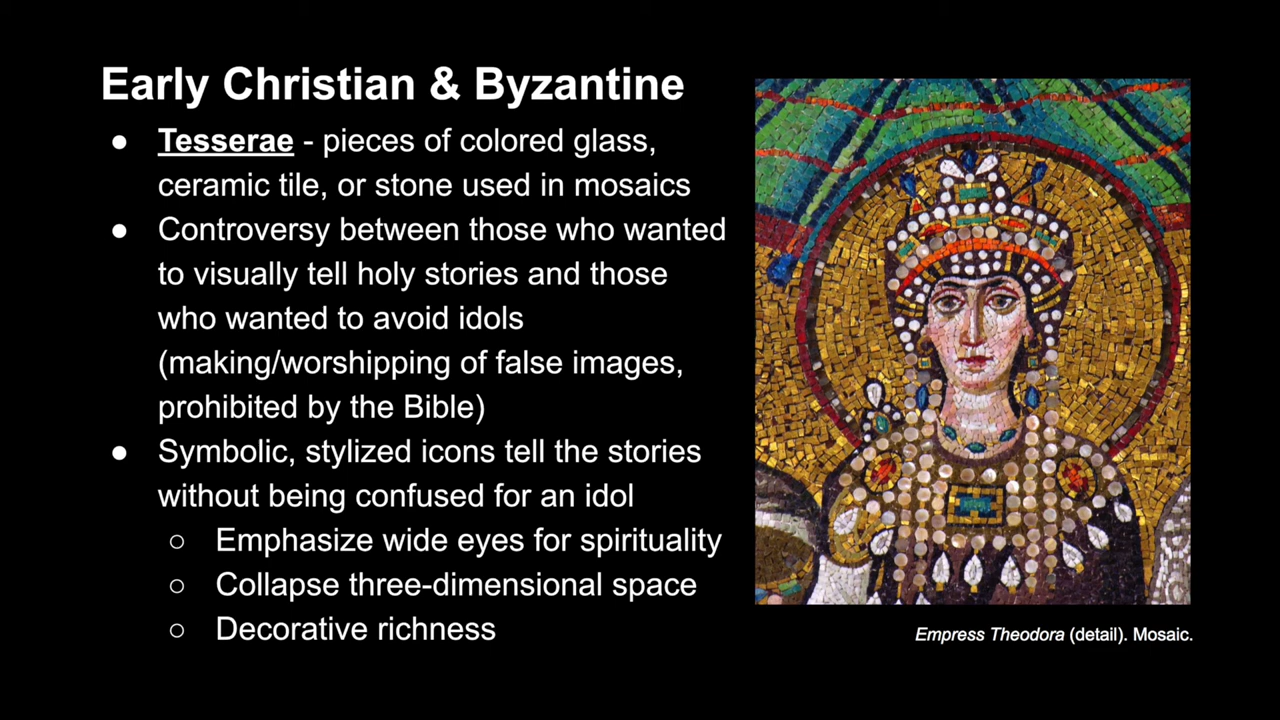 Early Christian & Byzantine
● Tesserae - pieces of colored glass,
ceramic tile, or stone used in mosaics
● Controversy between those who wanted
to visually tell holy stories and those
who wanted to avoid idols
(making/worshipping of false images,
prohibited by the Bible)
● Symbolic, stylized icons tell the stories
without being confused for an idol
○ Emphasize wide eyes for spirituality
○ Collapse three-dimensional space
○ Decorative richness
Empress Theodora (detail). Mosaic.